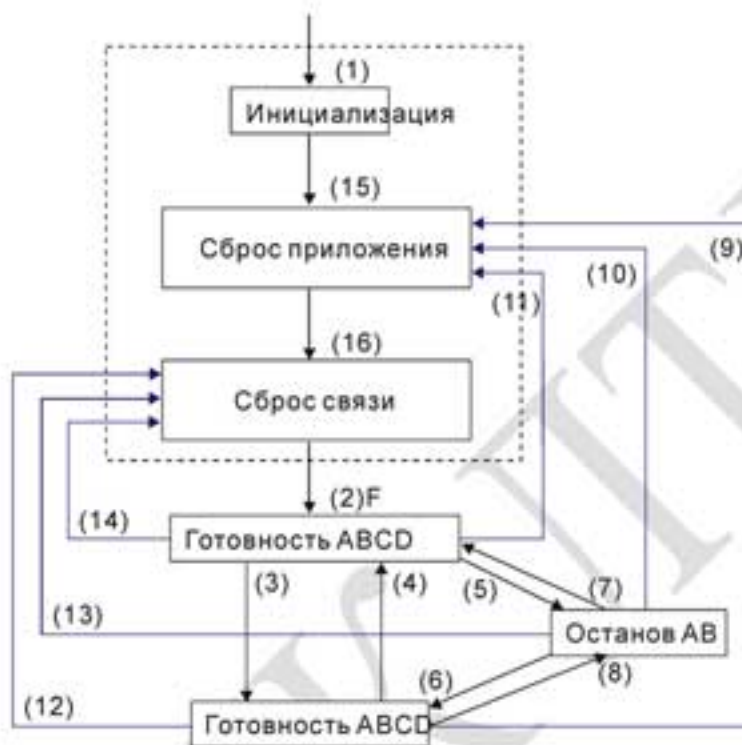 (1)
Инициализация
(15)
Сброс приложения
(9)
(10)
(11)
(16)
Сброс связи
(2)F
(14)
Готовность ABCD
(3)
(4)
(5)
(7)
(13)
Останов AB
(6)
(8)
(12)
Готовность ABCD